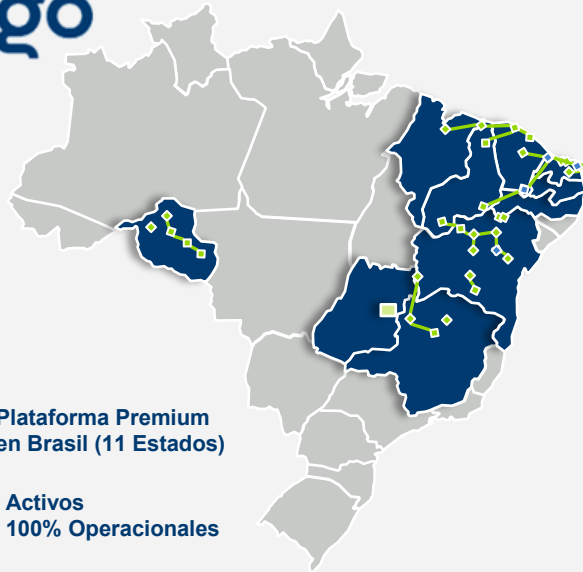 go
Plataforma Premium
en Brasil (11 Estados)
Activos
100% Operacionales